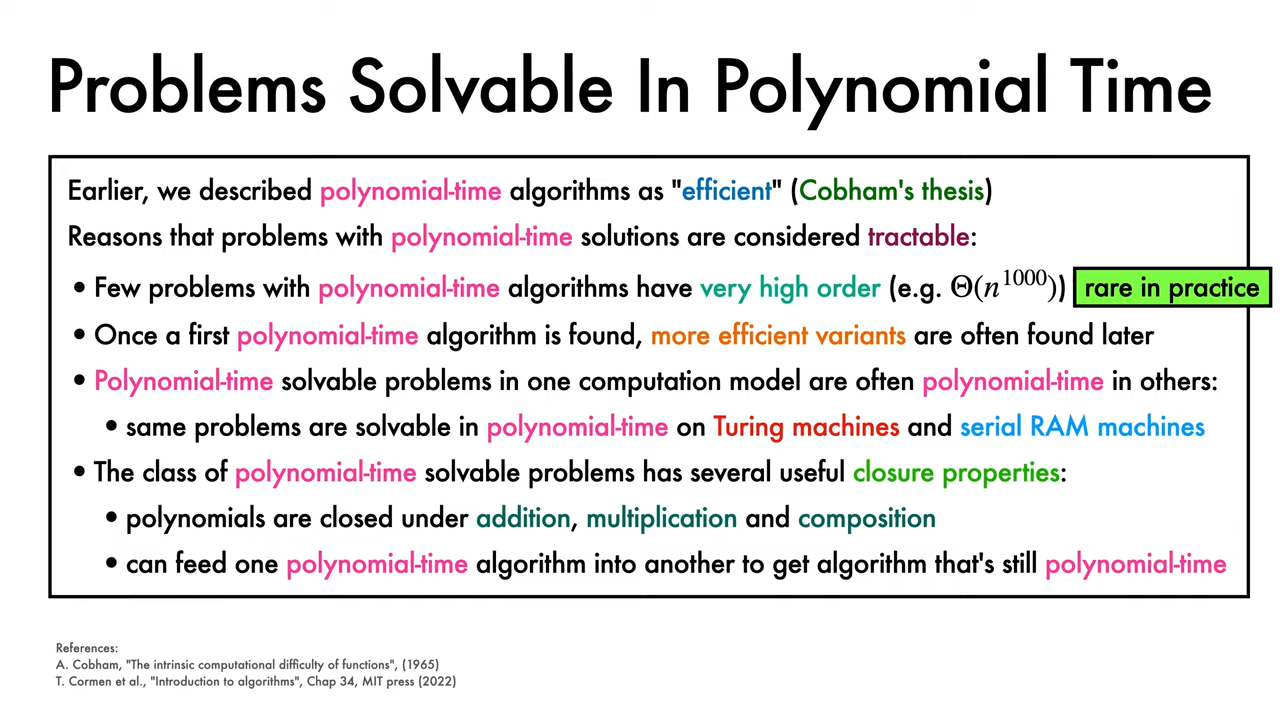 Problems Solvable In Polynomial Time
Earlier, we described polynomial-time algorithms as "efficient" (Cobham's thesis)
Reasons that problems with polynomial-time solutions are considered tractable:
• Few problems with polynomial-time algorithms have very high order (e.g. Θ(n^1000)) rare in practice
• Once a first polynomial-time algorithm is found, more efficient variants are often found later
• Polynomial-time solvable problems in one computation model are often polynomial-time in others:
• same problems are solvable in polynomial-time on Turing machines and serial RAM machines
• The class of polynomial-time solvable problems has several useful closure properties:
• polynomials are closed under addition, multiplication and composition
• can feed one polynomial-time algorithm into another to get algorithm that's still polynomial-time
References:
A. Cobham, "The intrinsic computational difficulty of functions", (1965)
T. Cormen et al., "Introduction to algorithms", Chap 34, MIT press (2022)